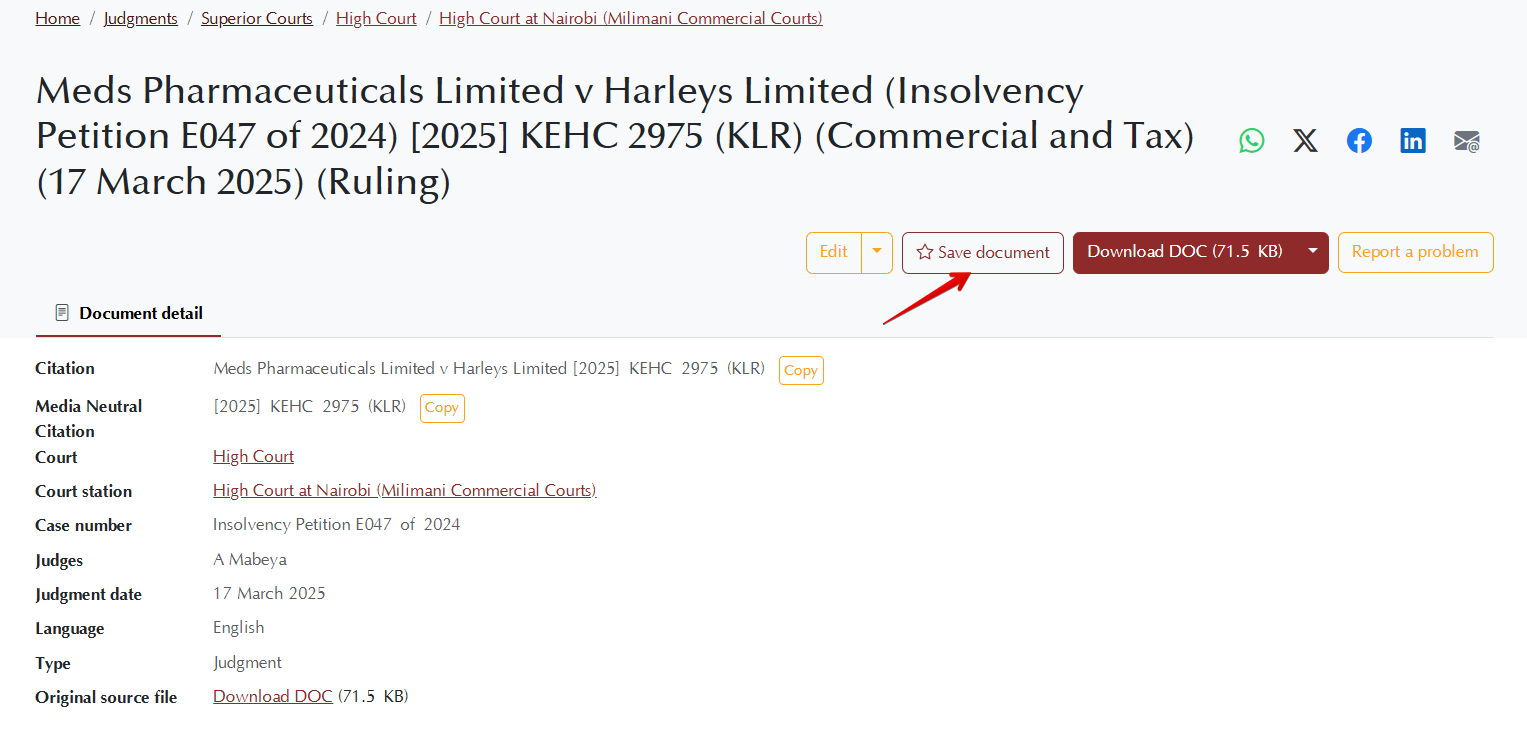 Home / Judgments / Superior Courts / High Court / High Court at Nairobi (Milimani Commercial Courts)
Meds Pharmaceuticals Limited v Harleys Limited (Insolvency
Petition E047 of 2024) [2025] KEHC 2975 (KLR) (Commercial and Tax)
(17 March 2025) (Ruling)
Edit Save document Download DOC (71.5 KB) Report a problem
Document detail
Citation Meds Pharmaceuticals Limited v Harleys Limited [2025] KEHC 2975 (KLR) Copy
Media Neutral [2025] KEHC 2975 (KLR) Copy
Citation
Court High Court
Court station High Court at Nairobi (Milimani Commercial Courts)
Case number Insolvency Petition E047 of 2024
Judges A Mabeya
Judgment date 17 March 2025
Language English
Type Judgment
Original source file Download DOC (71.5 KB)